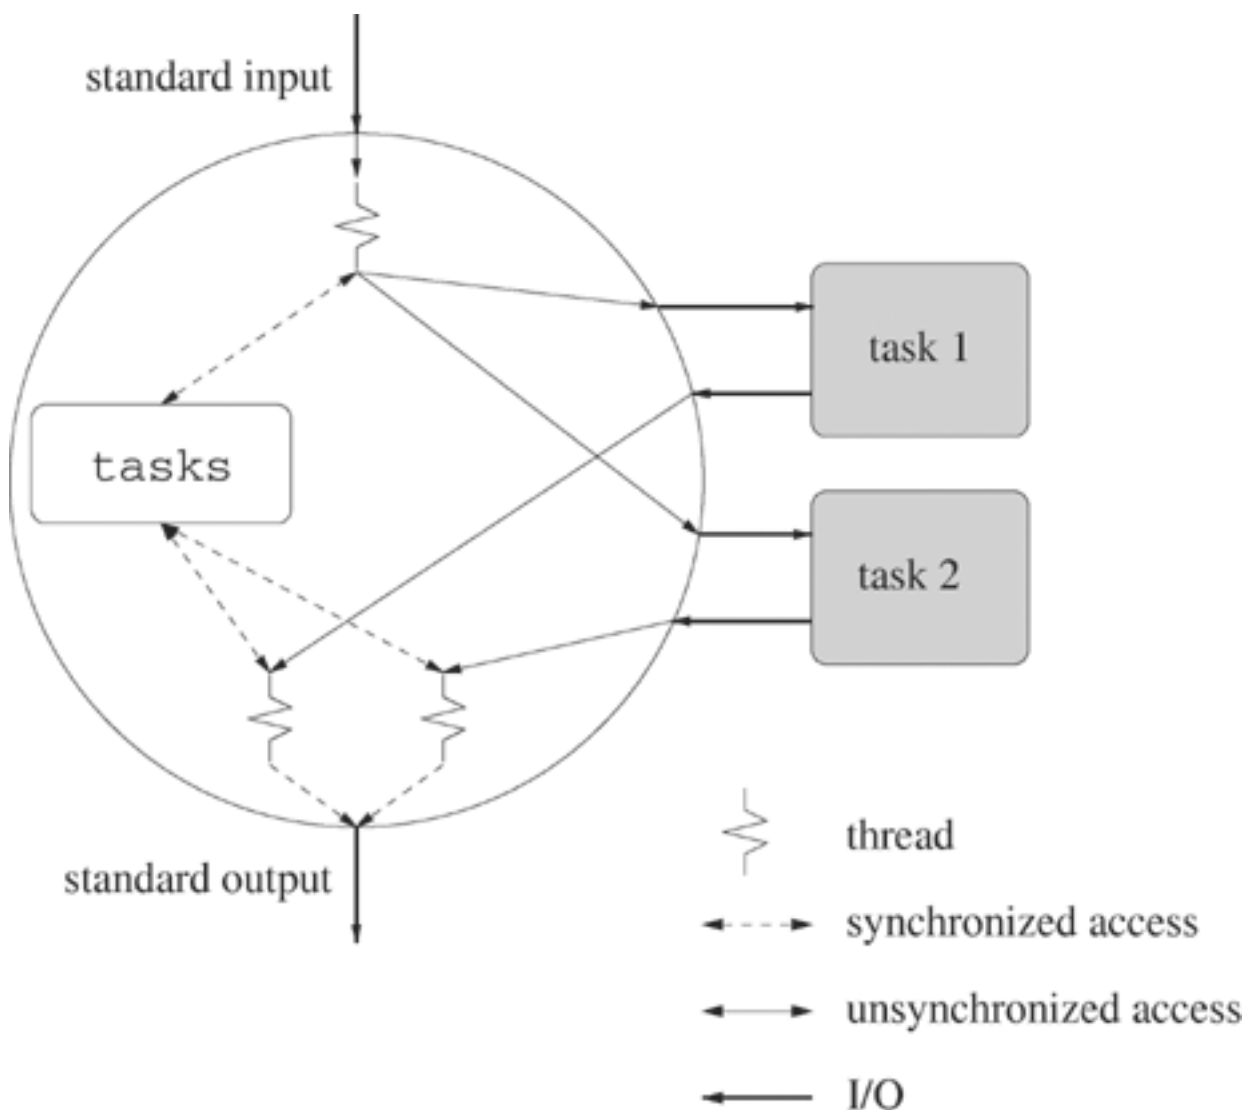 standard input
task 1
tasks
task 2
thread
standard output
synchronized access
unsynchronized access
I/O